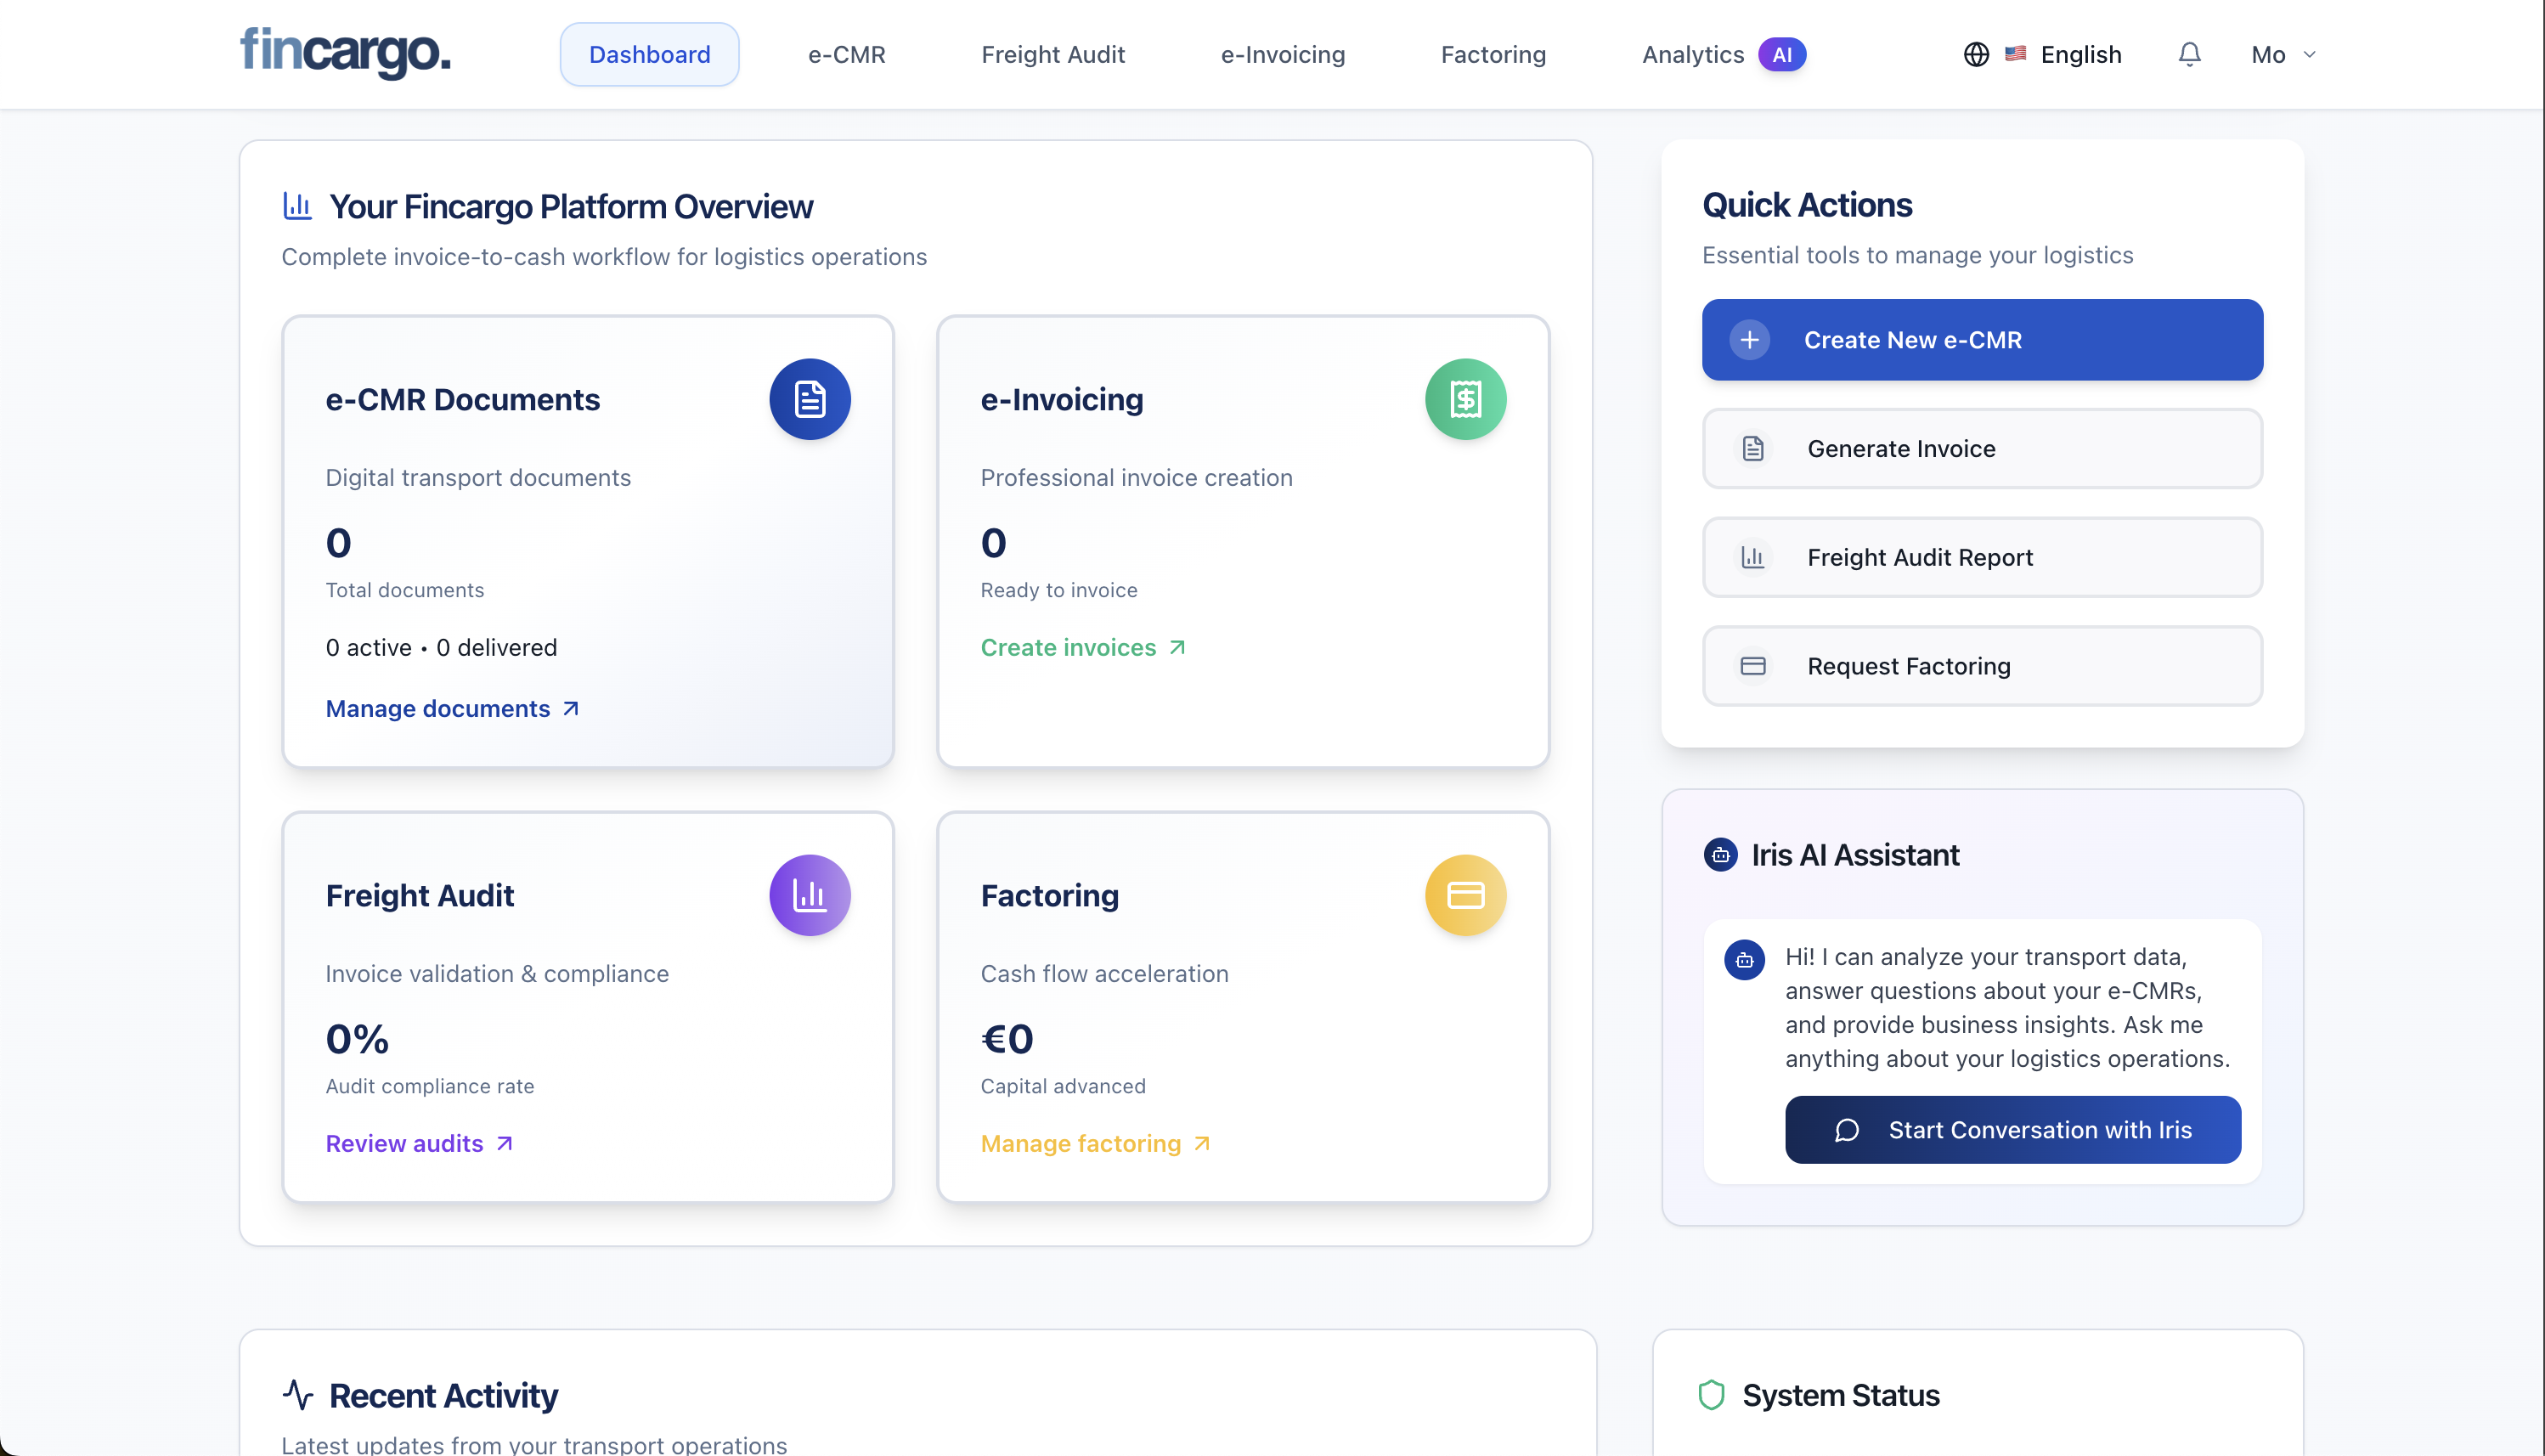 fincargo.
Dashboard
e-CMR
Freight Audit
e-Invoicing
Factoring
Analytics AI
English
Mo
Your Fincargo Platform Overview
Complete invoice-to-cash workflow for logistics operations
e-CMR Documents
Digital transport documents
0
Total documents
0 active • 0 delivered
Manage documents
e-Invoicing
Professional invoice creation
0
Ready to invoice
Create invoices
Freight Audit
Invoice validation & compliance
0%
Audit compliance rate
Review audits
Factoring
Cash flow acceleration
€0
Capital advanced
Manage factoring
Quick Actions
Essential tools to manage your logistics
Create New e-CMR
Generate Invoice
Freight Audit Report
Request Factoring
Iris AI Assistant
Hi! I can analyze your transport data,
answer questions about your e-CMRs,
and provide business insights. Ask me
anything about your logistics operations.
Start Conversation with Iris
Recent Activity
Latest updates from your transport operations
System Status